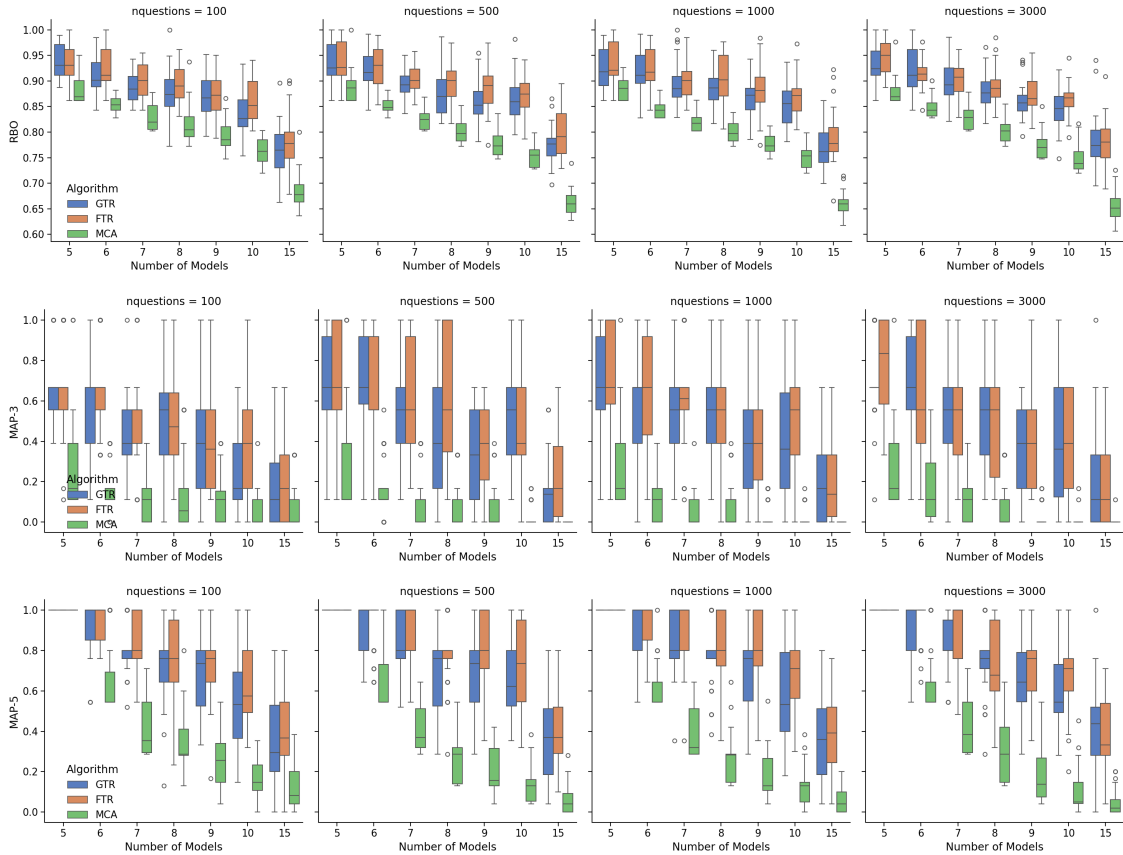 nquestions = 100
nquestions = 500
nquestions = 1000
nquestions = 3000
RBO
1.00
0.95
0.90
0.85
0.80
0.75
0.70
0.65
0.60
Algorithm
GTR
FTR
MCA
5 6 7 8 9 10 15
5 6 7 8 9 10 15
5 6 7 8 9 10 15
5 6 7 8 9 10 15
Number of Models
Number of Models
Number of Models
Number of Models
nquestions = 100
nquestions = 500
nquestions = 1000
nquestions = 3000
MAP-3
1.0
0.8
0.6
0.4
0.2
0.0
Algorithm
GTR
FTR
MCA
5 6 7 8 9 10 15
5 6 7 8 9 10 15
5 6 7 8 9 10 15
5 6 7 8 9 10 15
Number of Models
Number of Models
Number of Models
Number of Models
nquestions = 100
nquestions = 500
nquestions = 1000
nquestions = 3000
MAP-5
1.0
0.8
0.6
0.4
0.2
0.0
Algorithm
GTR
FTR
MCA
5 6 7 8 9 10 15
5 6 7 8 9 10 15
5 6 7 8 9 10 15
5 6 7 8 9 10 15
Number of Models
Number of Models
Number of Models
Number of Models